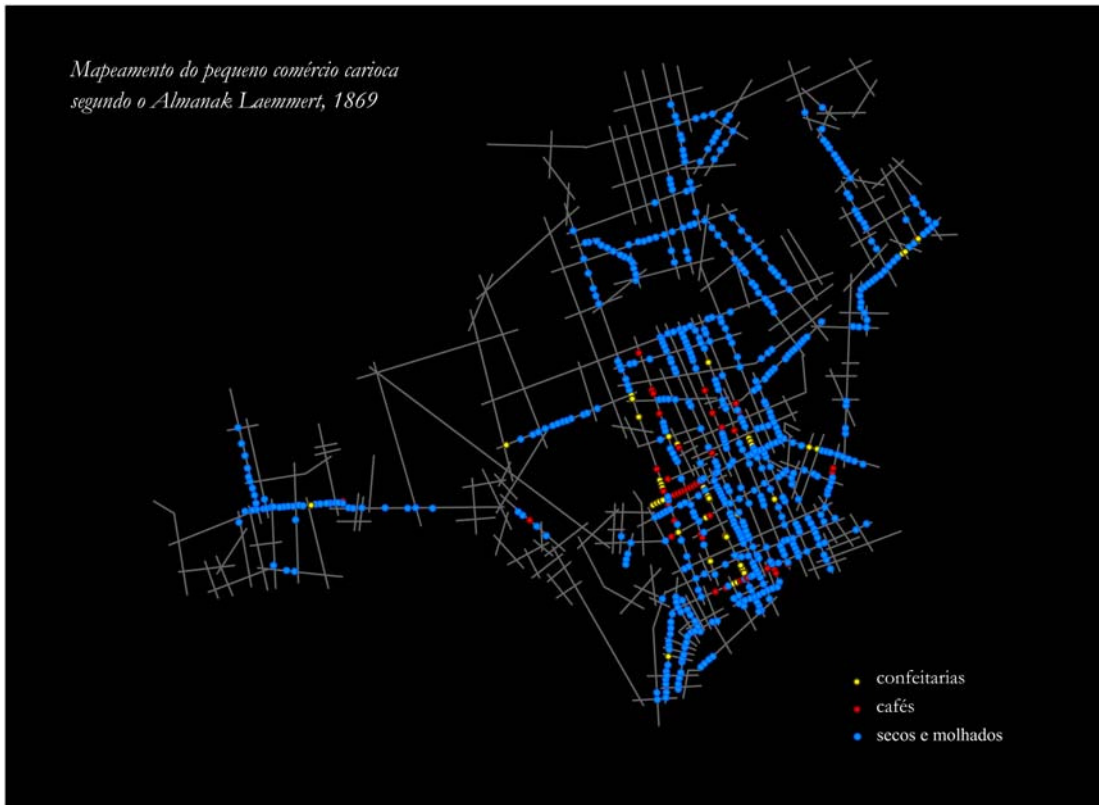 Mapeamento do pequeno comércio carioca
segundo o Almanak Laemmert, 1869
confeitarias
cafés
secos e molhados